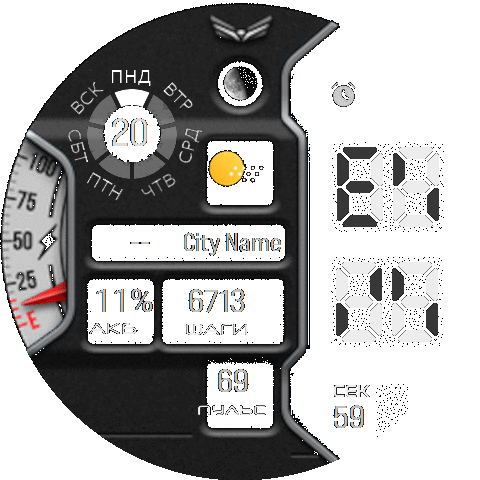 ПНД
ВСК
ВТР
20
СБТ
СРД
ПТН
ЧТВ
100
75
50
25
E
-- City Name
11% 6713
АКБ ШАГИ
69
ПУЛЬС
СЕК
59